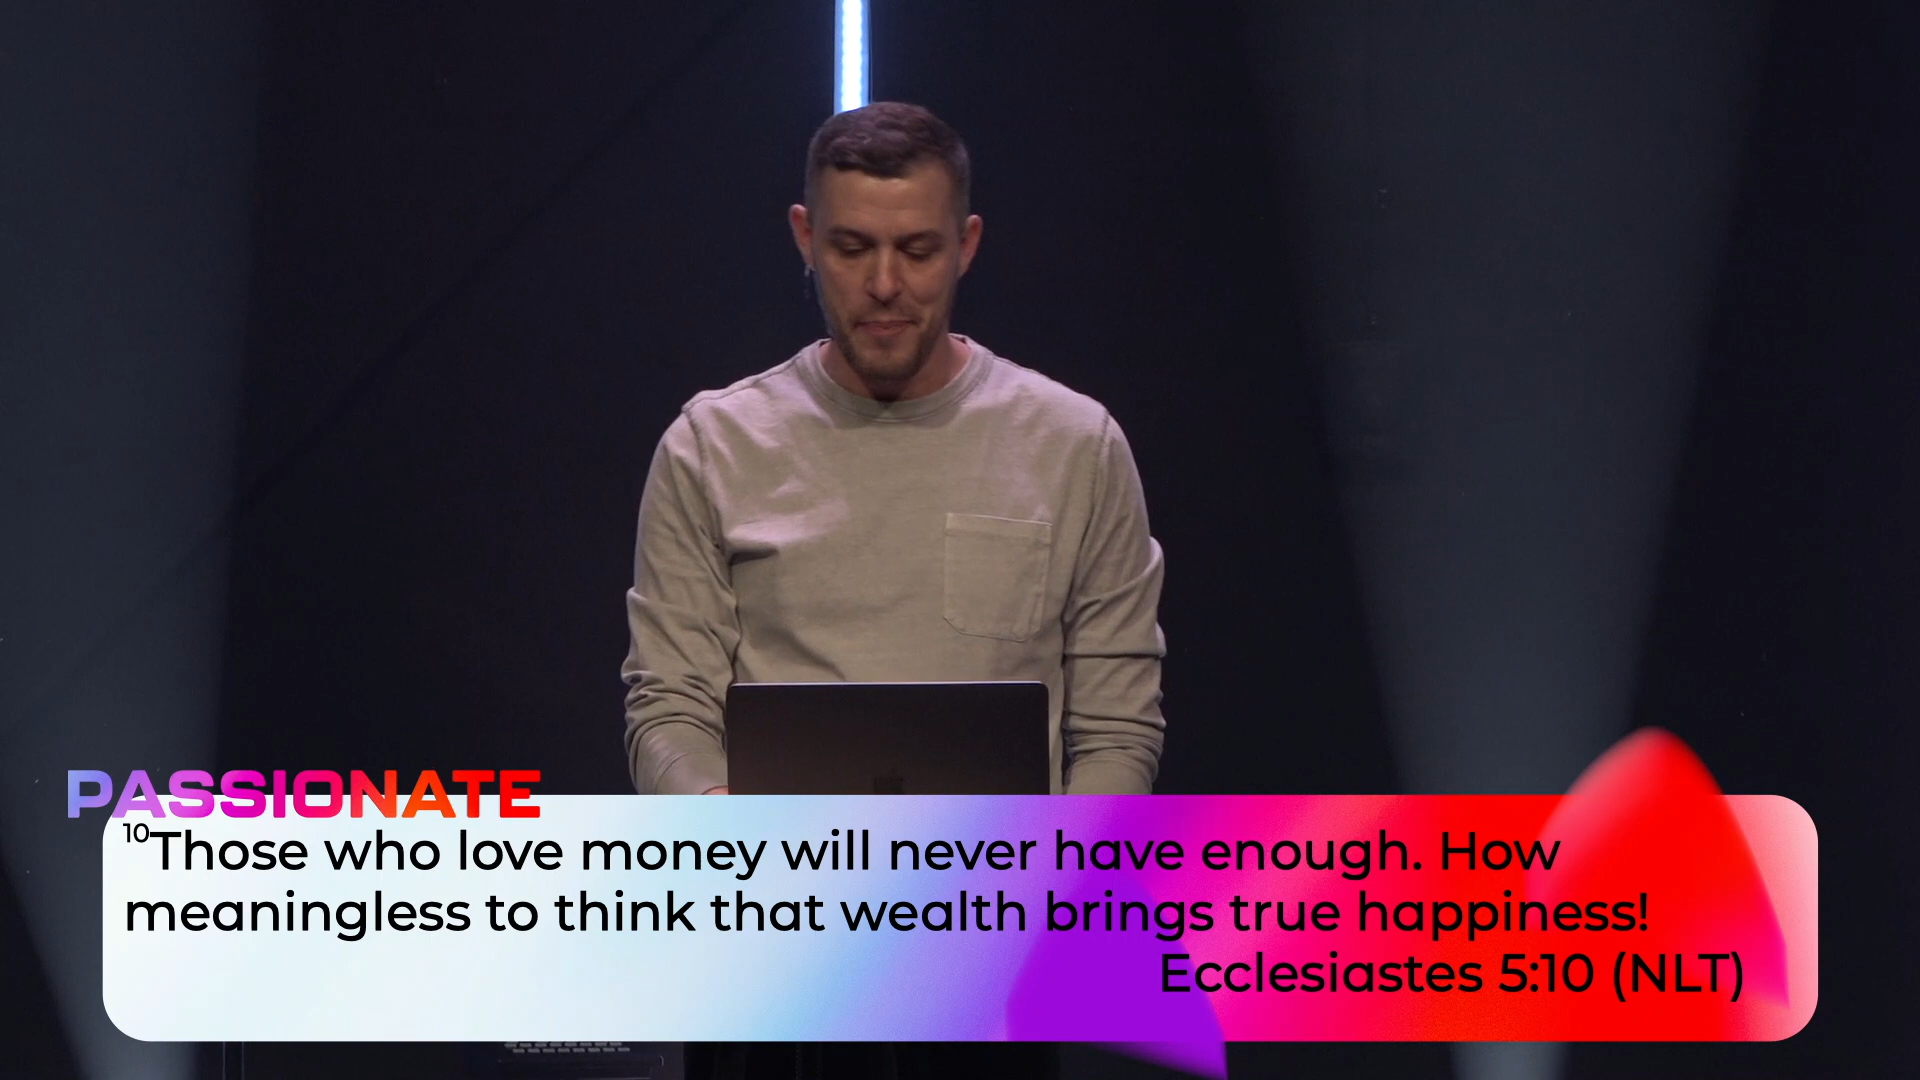 PASSIONATE
10Those who love money will never have enough. How
meaningless to think that wealth brings true happiness!
Ecclesiastes 5:10 (NLT)